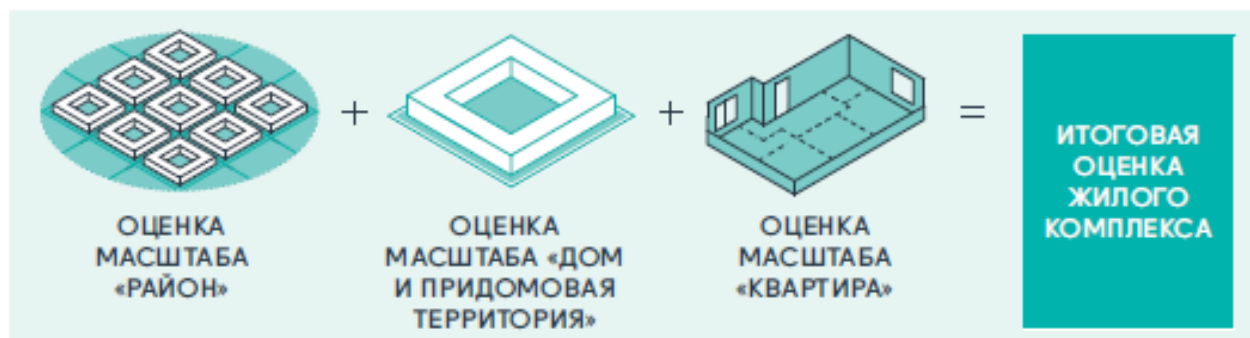 ОЦЕНКА
МАСШТАБА
«РАЙОН»
+
ОЦЕНКА
МАСШТАБА «ДОМ
И ПРИДОМОВАЯ
ТЕРРИТОРИЯ»
+
ОЦЕНКА
МАСШТАБА
«КВАРТИРА»
=
ИТОГОВАЯ
ОЦЕНКА
ЖИЛОГО
КОМПЛЕКСА